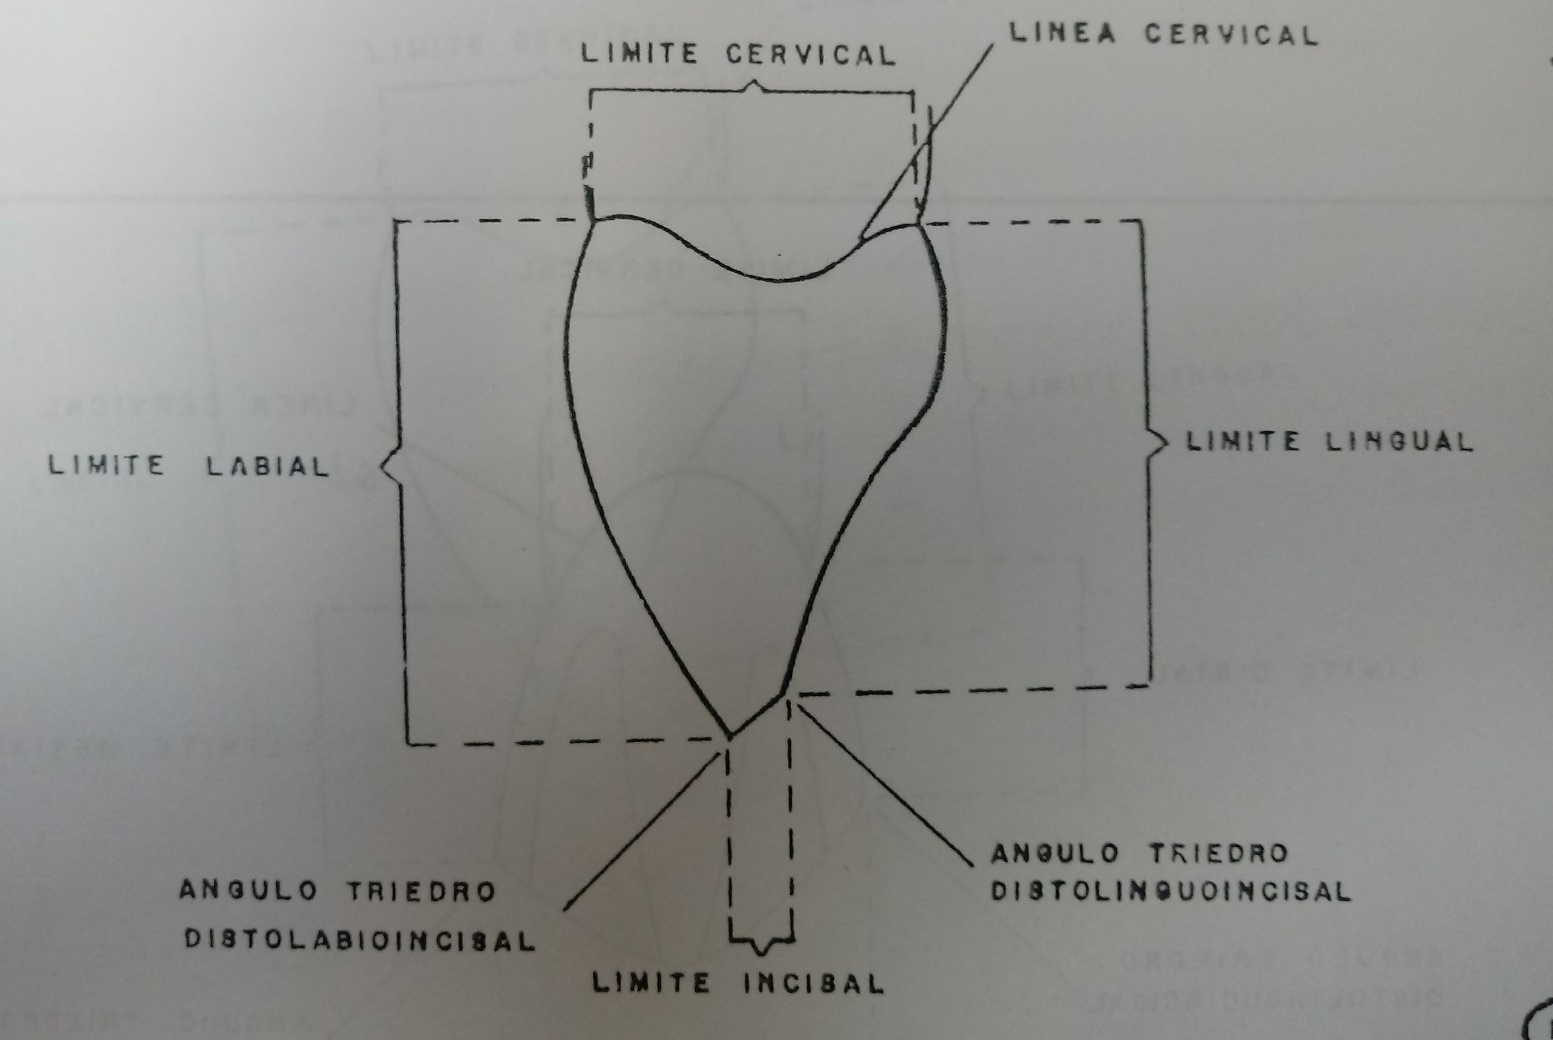 LINEA CERVICAL
LIMITE CERVICAL
LIMITE LINGUAL
LIMITE LABIAL
ANGULO TRIEDRO
DISTOLINGUOINCISAL
ANGULO TRIEDRO
DISTOLABIOINCISAL
LIMITE INCISAL